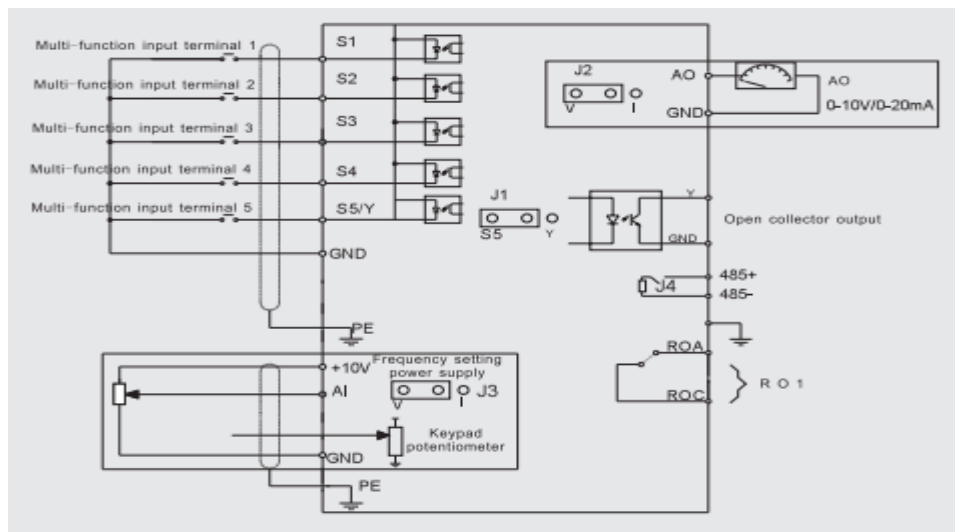 Multi-function input terminal 1
S1
Multi-function input terminal 2
S2
Multi-function input terminal 3
S3
Multi-function input terminal 4
S4
Multi-function input terminal 5
S5/Y
GND
PE
J1
S5
Y
J2
V
I
AO
GND
AO
0-10V/0-20mA
Y
GND
Open collector output
J4
485+
485-
ROA
ROC
RO1
+10V
AI
GND
PE
Frequency setting
power supply
J3
V
I
Keypad
potentiometer